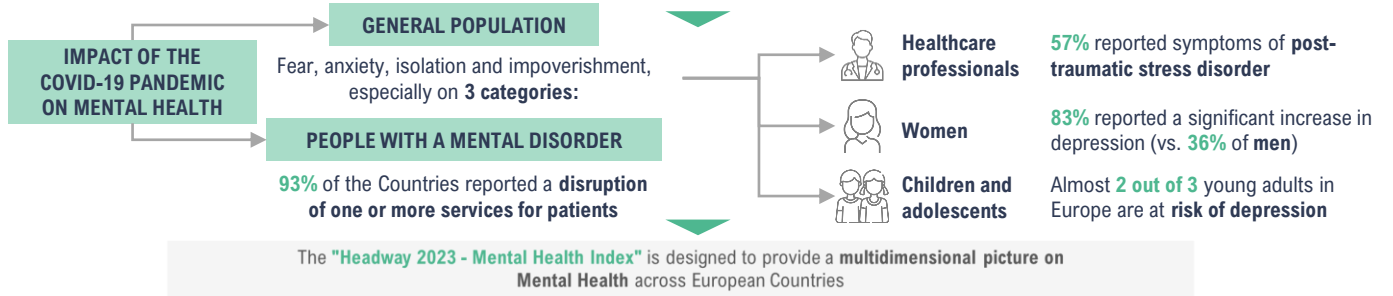 IMPACT OF THE
COVID-19 PANDEMIC
ON MENTAL HEALTH
GENERAL POPULATION
Fear, anxiety, isolation and impoverishment,
especially on 3 categories:
PEOPLE WITH A MENTAL DISORDER
93% of the Countries reported a disruption
of one or more services for patients
Healthcare
professionals
57% reported symptoms of post-
traumatic stress disorder
Women
83% reported a significant increase in
depression (vs. 36% of men)
Children and
adolescents
Almost 2 out of 3 young adults in
Europe are at risk of depression
The "Headway 2023 - Mental Health Index" is designed to provide a multidimensional picture on
Mental Health across European Countries